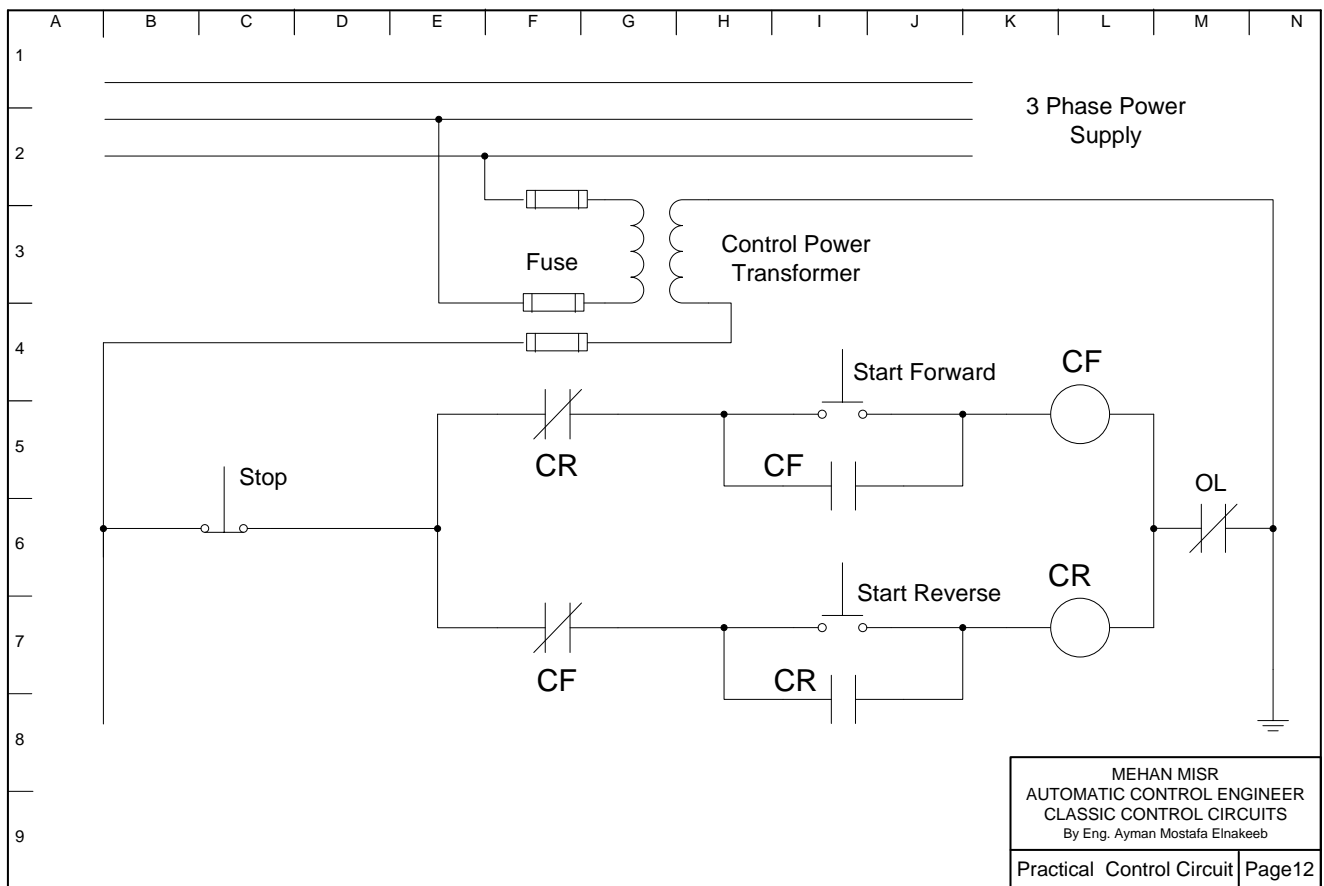 A B C D E F G H I J K L M N
1
3 Phase Power
Supply
2
3
Fuse
Control Power
Transformer
4
Start Forward
CF
5
CR
CF
Stop
OL
6
Start Reverse
CR
7
CF
CR
8
MEHAN MISR
AUTOMATIC CONTROL ENGINEER
CLASSIC CONTROL CIRCUITS
By Eng. Ayman Mostafa Elnakeeb
9
Practical Control Circuit Page12